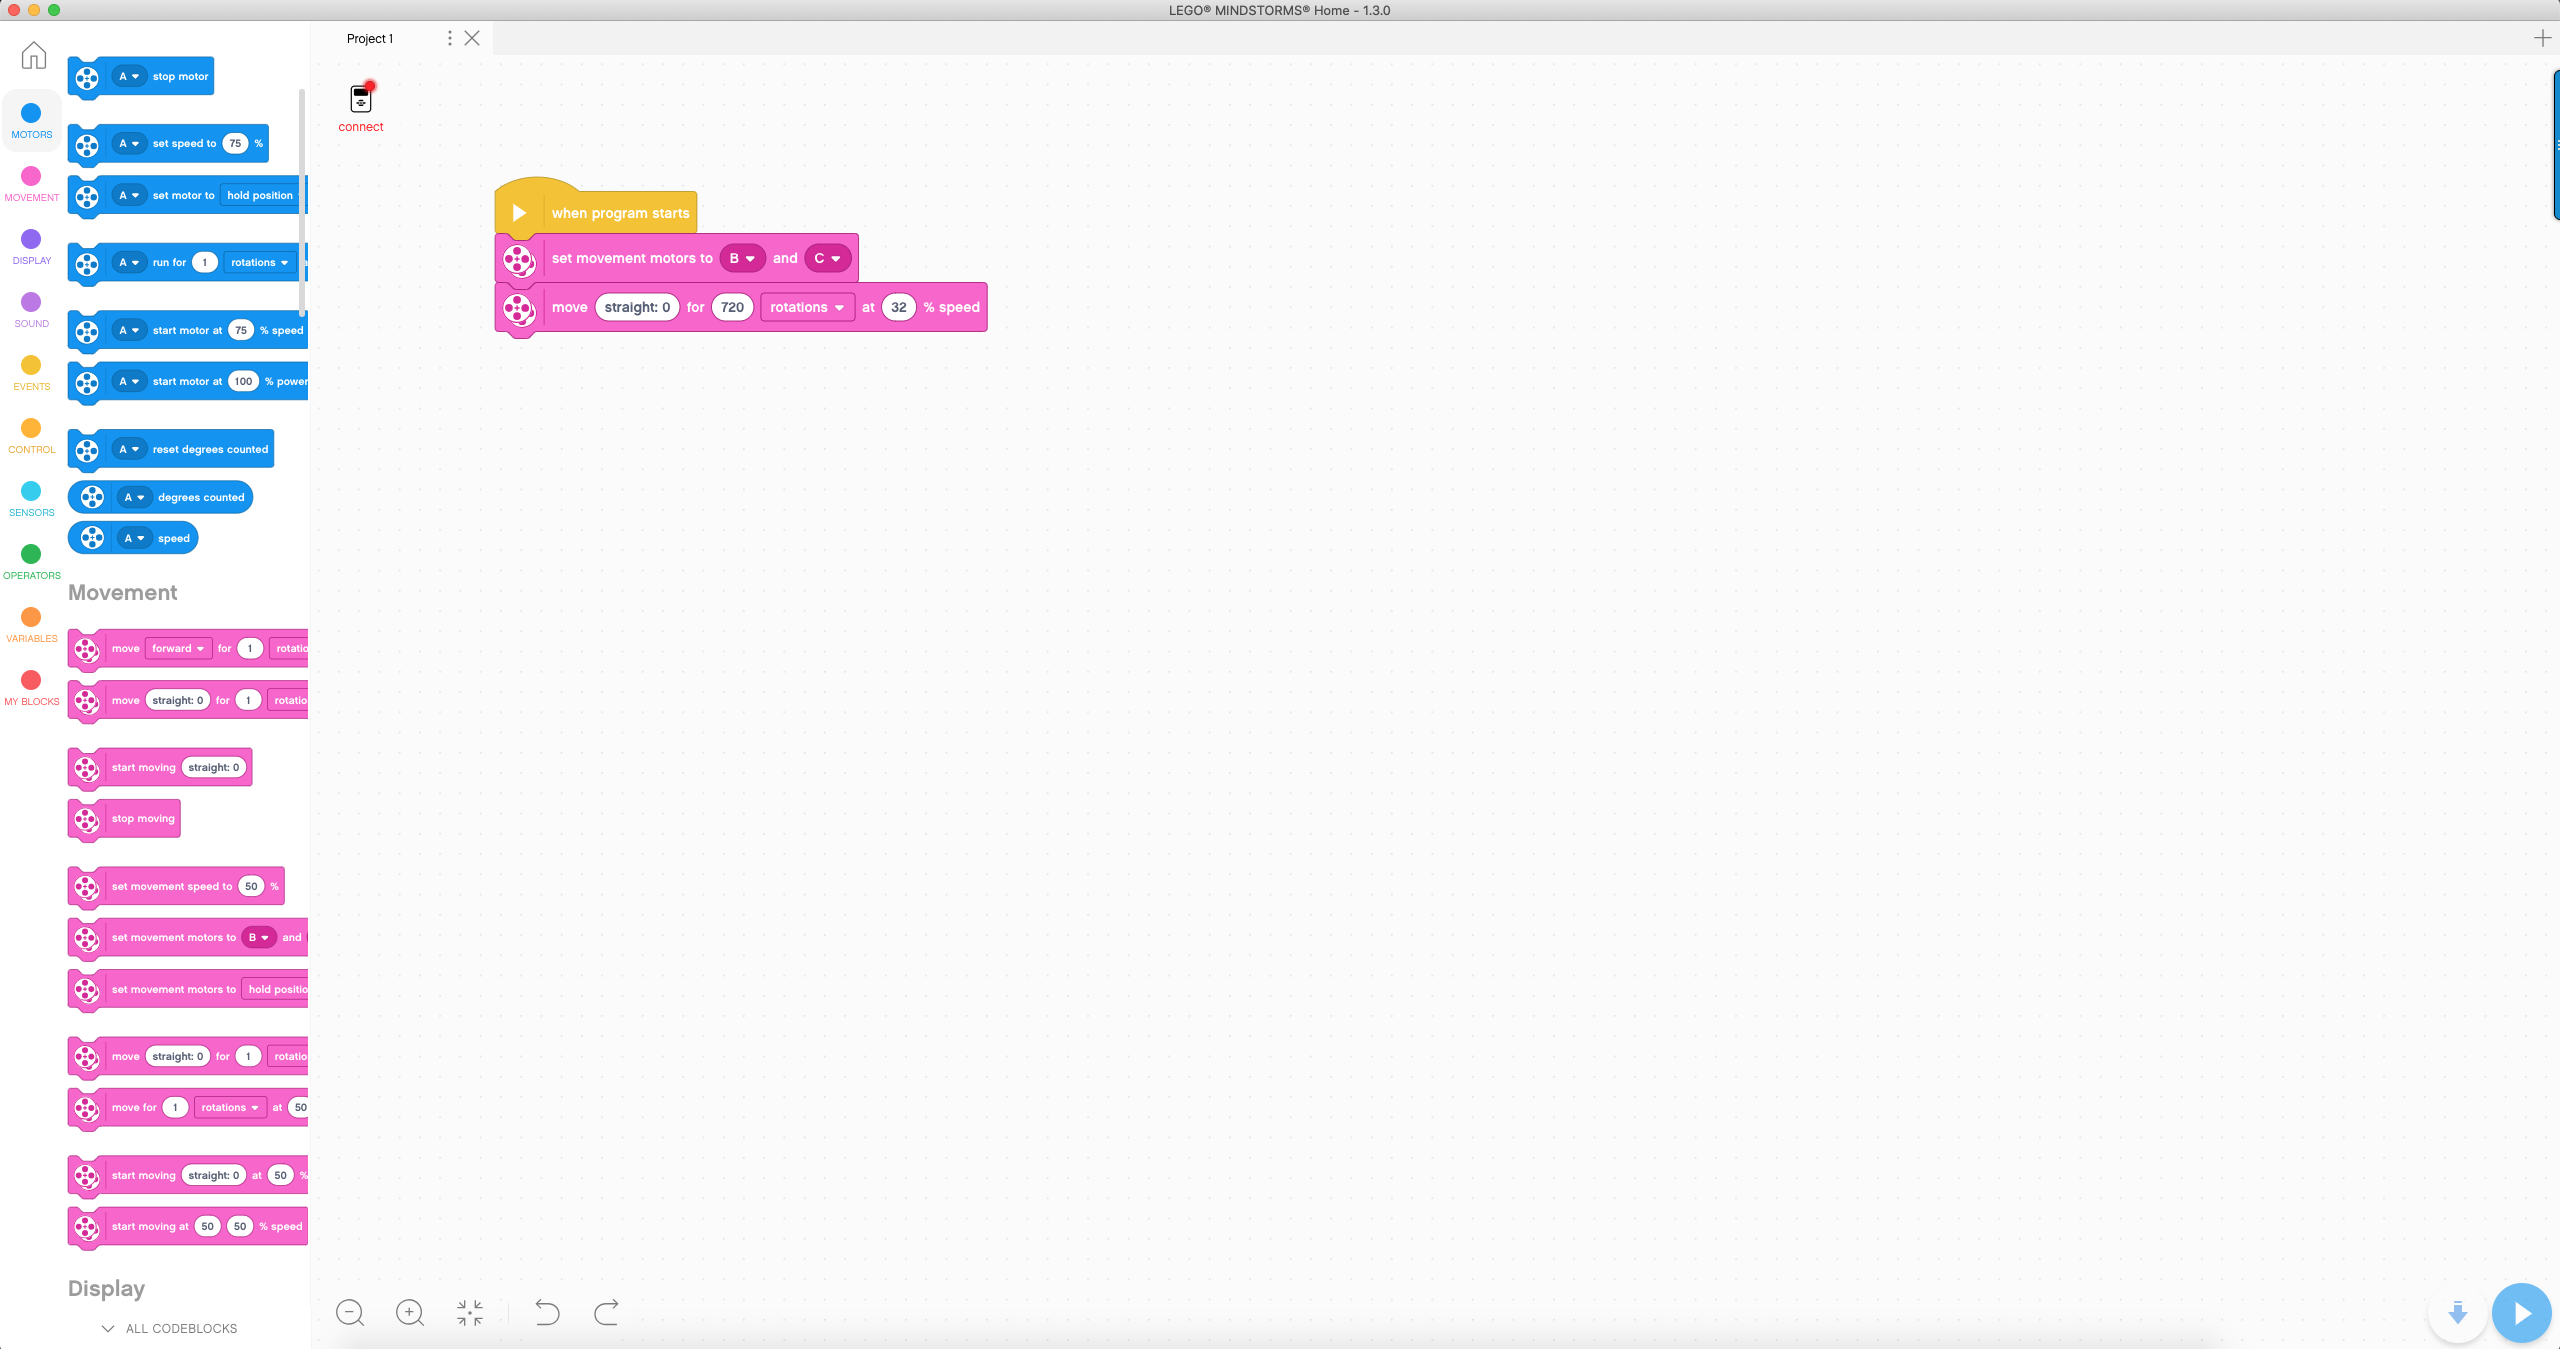 LEGO® MINDSTORMS® Home - 1.3.0
Project 1
connect
MOTORS
MOVEMENT
DISPLAY
SOUND
EVENTS
CONTROL
SENSORS
OPERATORS
VARIABLES
MY BLOCKS
A stop motor
A set speed to 75 %
A set motor to hold position
A run for 1 rotations
A start motor at 75 % speed
A start motor at 100 % power
A reset degrees counted
A degrees counted
A speed
Movement
move forward for 1 rotatio
move straight: 0 for 1 rotatio
start moving straight: 0
stop moving
set movement speed to 50 %
set movement motors to B and
set movement motors to hold positio
move straight: 0 for 1 rotatio
move for 1 rotations at 50
start moving straight: 0 at 50 %
start moving at 50 50 % speed
Display
ALL CODEBLOCKS
when program starts
set movement motors to B and C
move straight: 0 for 720 rotations at 32 % speed